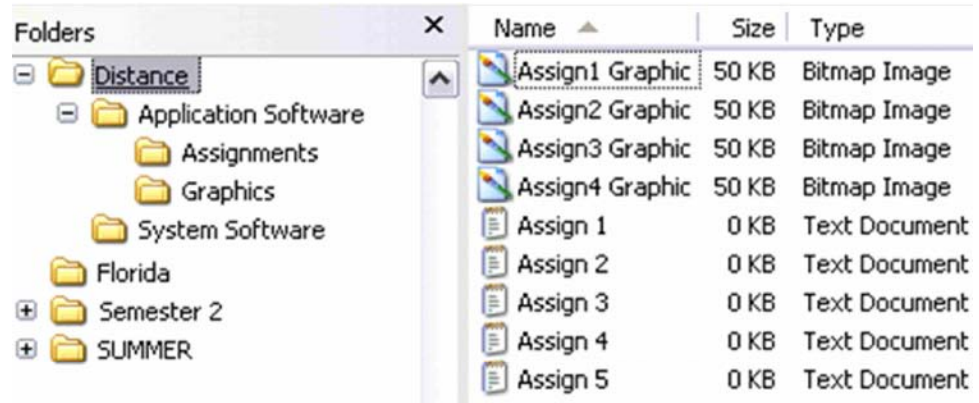 Folders
Distance
Application Software
Assignments
Graphics
System Software
Florida
Semester 2
SUMMER
Name Size Type
Assign1 Graphic 50 KB Bitmap Image
Assign2 Graphic 50 KB Bitmap Image
Assign3 Graphic 50 KB Bitmap Image
Assign4 Graphic 50 KB Bitmap Image
Assign 1 0 KB Text Document
Assign 2 0 KB Text Document
Assign 3 0 KB Text Document
Assign 4 0 KB Text Document
Assign 5 0 KB Text Document